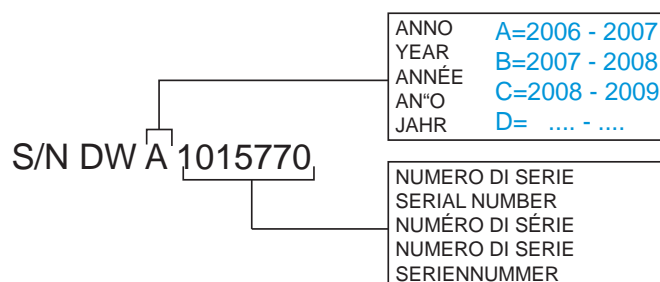 ANNO A=2006 - 2007
YEAR B=2007 - 2008
ANNÉE C=2008 - 2009
AN“O
JAHR D= .... - ....
S/N DW A 1015770
NUMERO DI SERIE
SERIAL NUMBER
NUMÉRO DI SÉRIE
NUMERO DI SERIE
SERIENNUMMER